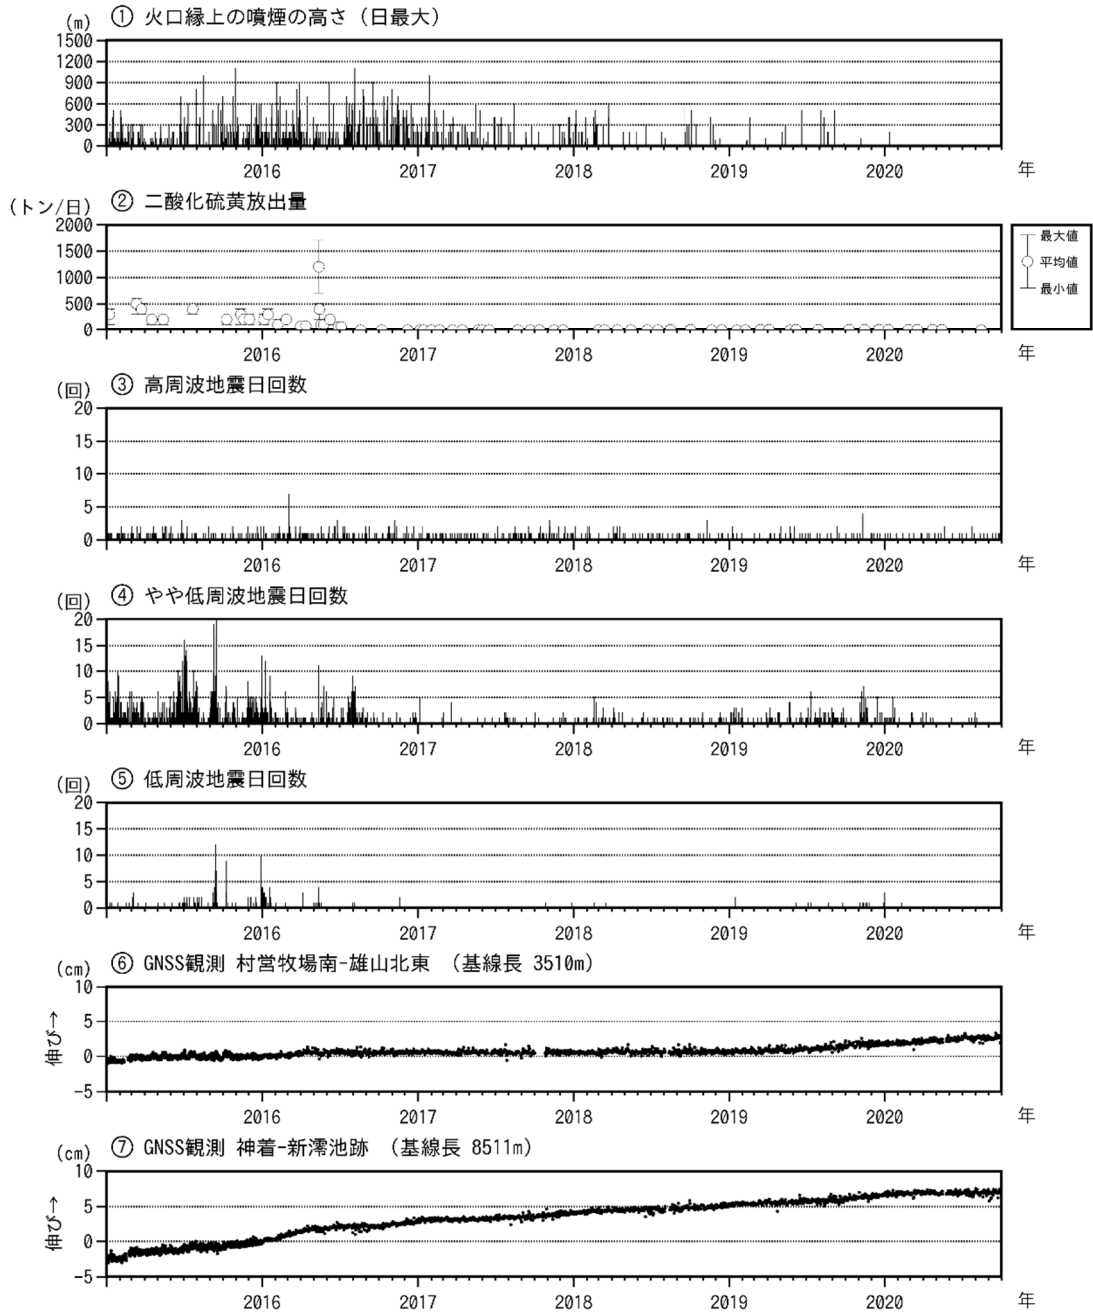 ① 火口縁上の噴煙の高さ（日最大）
(m)
1500
1200
900
600
300
0
2016 2017 2018 2019 2020 年
② 二酸化硫黄放出量
(トン/日)
2000
1500
1000
500
0
最大値
平均値
最小値
2016 2017 2018 2019 2020 年
③ 高周波地震日回数
(回)
20
15
10
5
0
2016 2017 2018 2019 2020 年
④ やや低周波地震日回数
(回)
20
15
10
5
0
2016 2017 2018 2019 2020 年
⑤ 低周波地震日回数
(回)
20
15
10
5
0
2016 2017 2018 2019 2020 年
⑥ GNSS観測 村営牧場南-雄山北東 （基線長 3510m）
(cm)
10
5
0
-5
伸び→
2016 2017 2018 2019 2020 年
⑦ GNSS観測 神着-新澪池跡 （基線長 8511m）
(cm)
10
5
0
-5
伸び→
2016 2017 2018 2019 2020 年